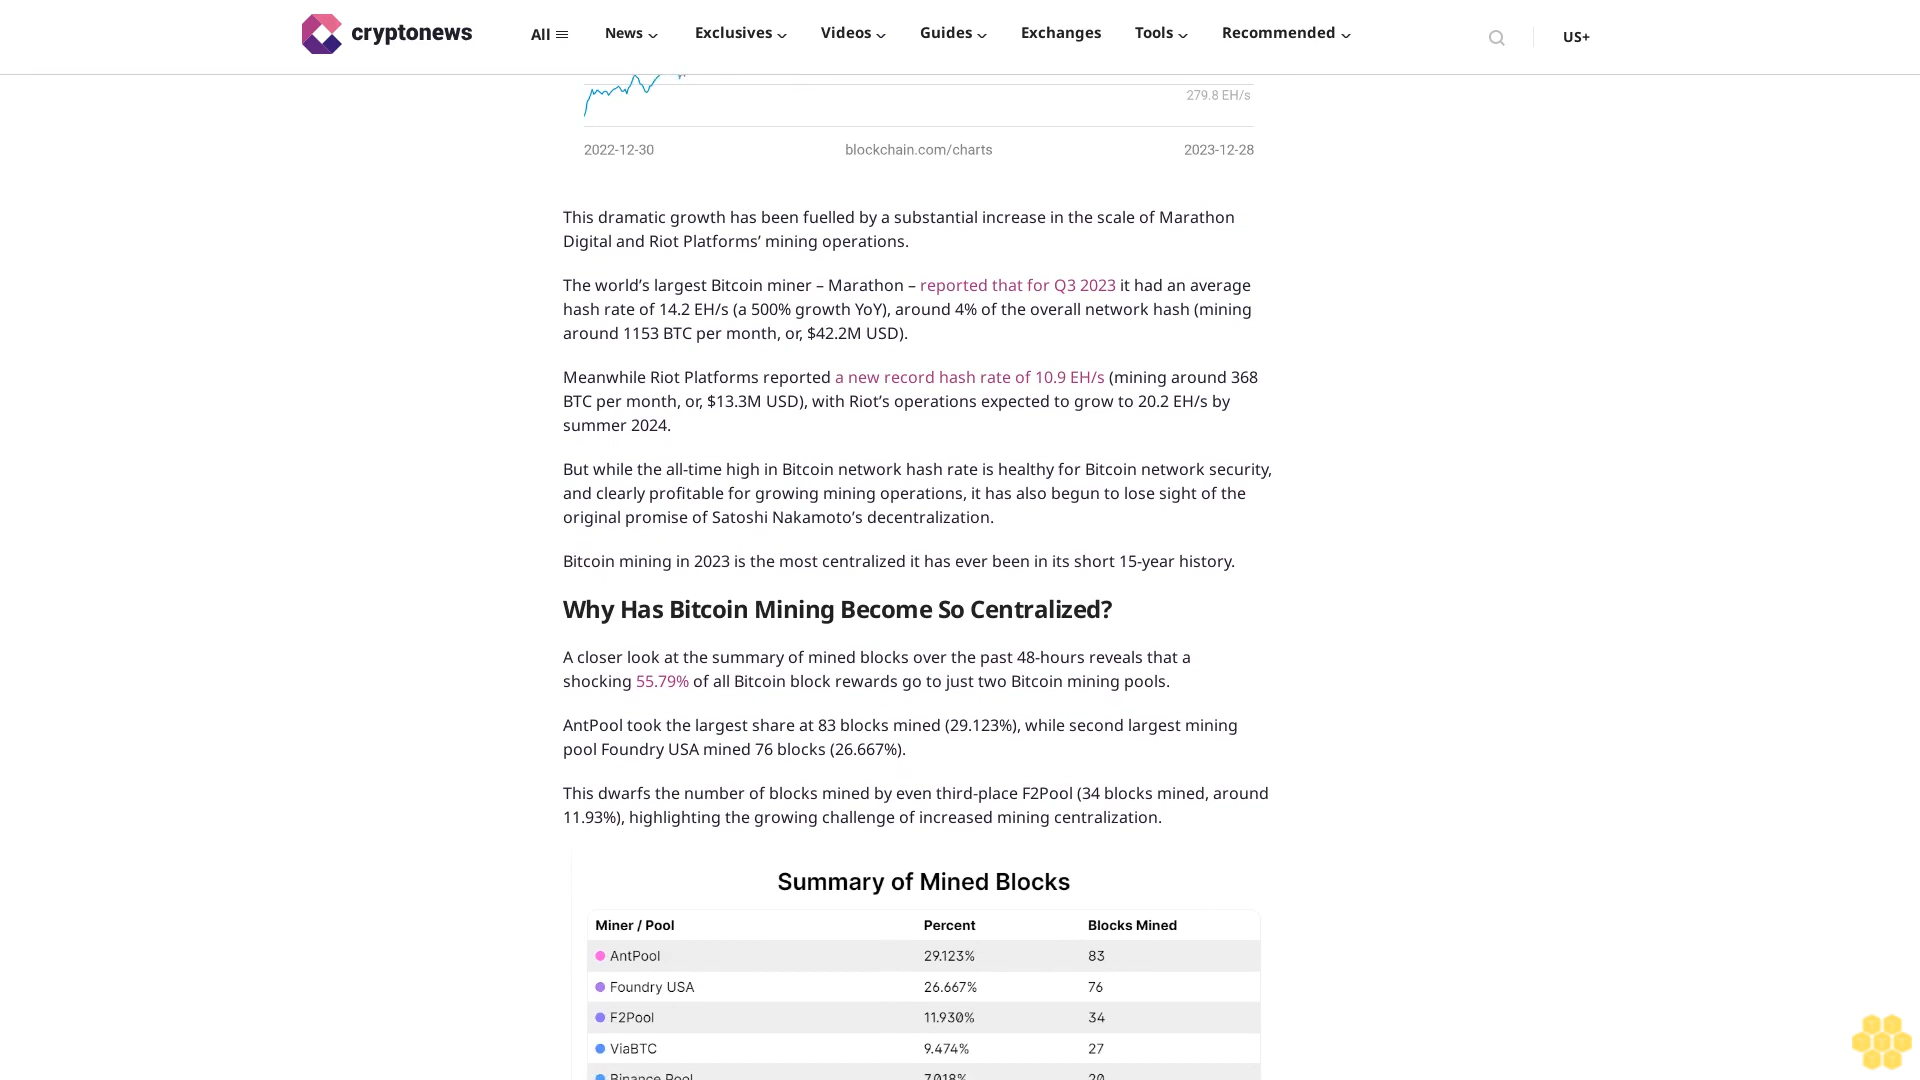 cryptonews
All
News
Exclusives
Videos
Guides
Exchanges
Tools
Recommended
US+
279.8 EH/s
2022-12-30
blockchain.com/charts
2023-12-28
This dramatic growth has been fuelled by a substantial increase in the scale of Marathon
Digital and Riot Platforms’ mining operations.
The world’s largest Bitcoin miner – Marathon – reported that for Q3 2023 it had an average
hash rate of 14.2 EH/s (a 500% growth YoY), around 4% of the overall network hash (mining
around 1153 BTC per month, or, $42.2M USD).
Meanwhile Riot Platforms reported a new record hash rate of 10.9 EH/s (mining around 368
BTC per month, or, $13.3M USD), with Riot’s operations expected to grow to 20.2 EH/s by
summer 2024.
But while the all-time high in Bitcoin network hash rate is healthy for Bitcoin network security,
and clearly profitable for growing mining operations, it has also begun to lose sight of the
original promise of Satoshi Nakamoto’s decentralization.
Bitcoin mining in 2023 is the most centralized it has ever been in its short 15-year history.
Why Has Bitcoin Mining Become So Centralized?
A closer look at the summary of mined blocks over the past 48-hours reveals that a
shocking 55.79% of all Bitcoin block rewards go to just two Bitcoin mining pools.
AntPool took the largest share at 83 blocks mined (29.123%), while second largest mining
pool Foundry USA mined 76 blocks (26.667%).
This dwarfs the number of blocks mined by even third-place F2Pool (34 blocks mined, around
11.93%), highlighting the growing challenge of increased mining centralization.
Summary of Mined Blocks
Miner / Pool Percent Blocks Mined
AntPool 29.123% 83
Foundry USA 26.667% 76
F2Pool 11.930% 34
ViaBTC 9.474% 27
Binance Pool 7.018% 20